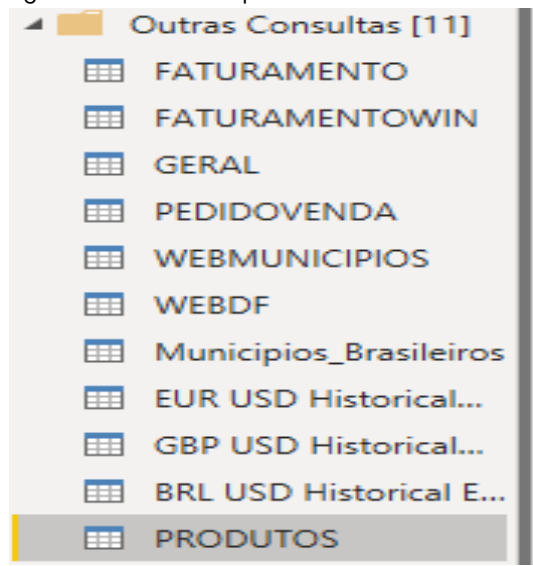 Outras Consultas [11]
FATURAMENTO
FATURAMENTOWIN
GERAL
PEDIDOVENDA
WEBMUNICIPIOS
WEBDF
Municipios_Brasileiros
EUR USD Historical...
GBP USD Historical...
BRL USD Historical E...
PRODUTOS